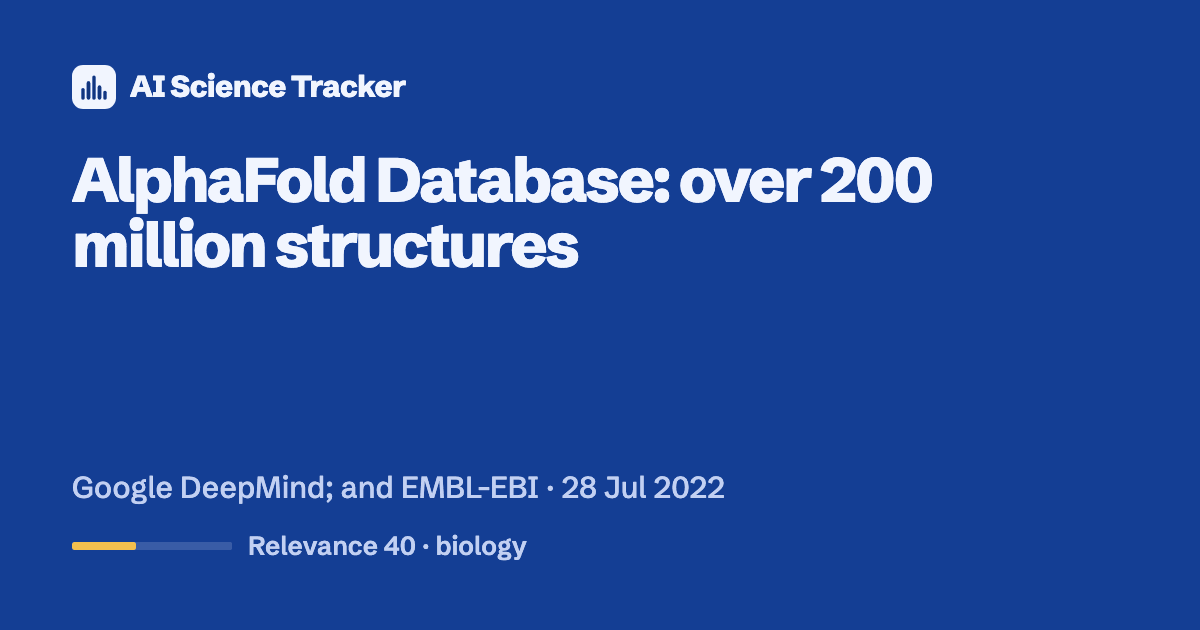 AI Science Tracker
AlphaFold Database: over 200
million structures
Google DeepMind; and EMBL-EBI · 28 Jul 2022
Relevance 40 · biology